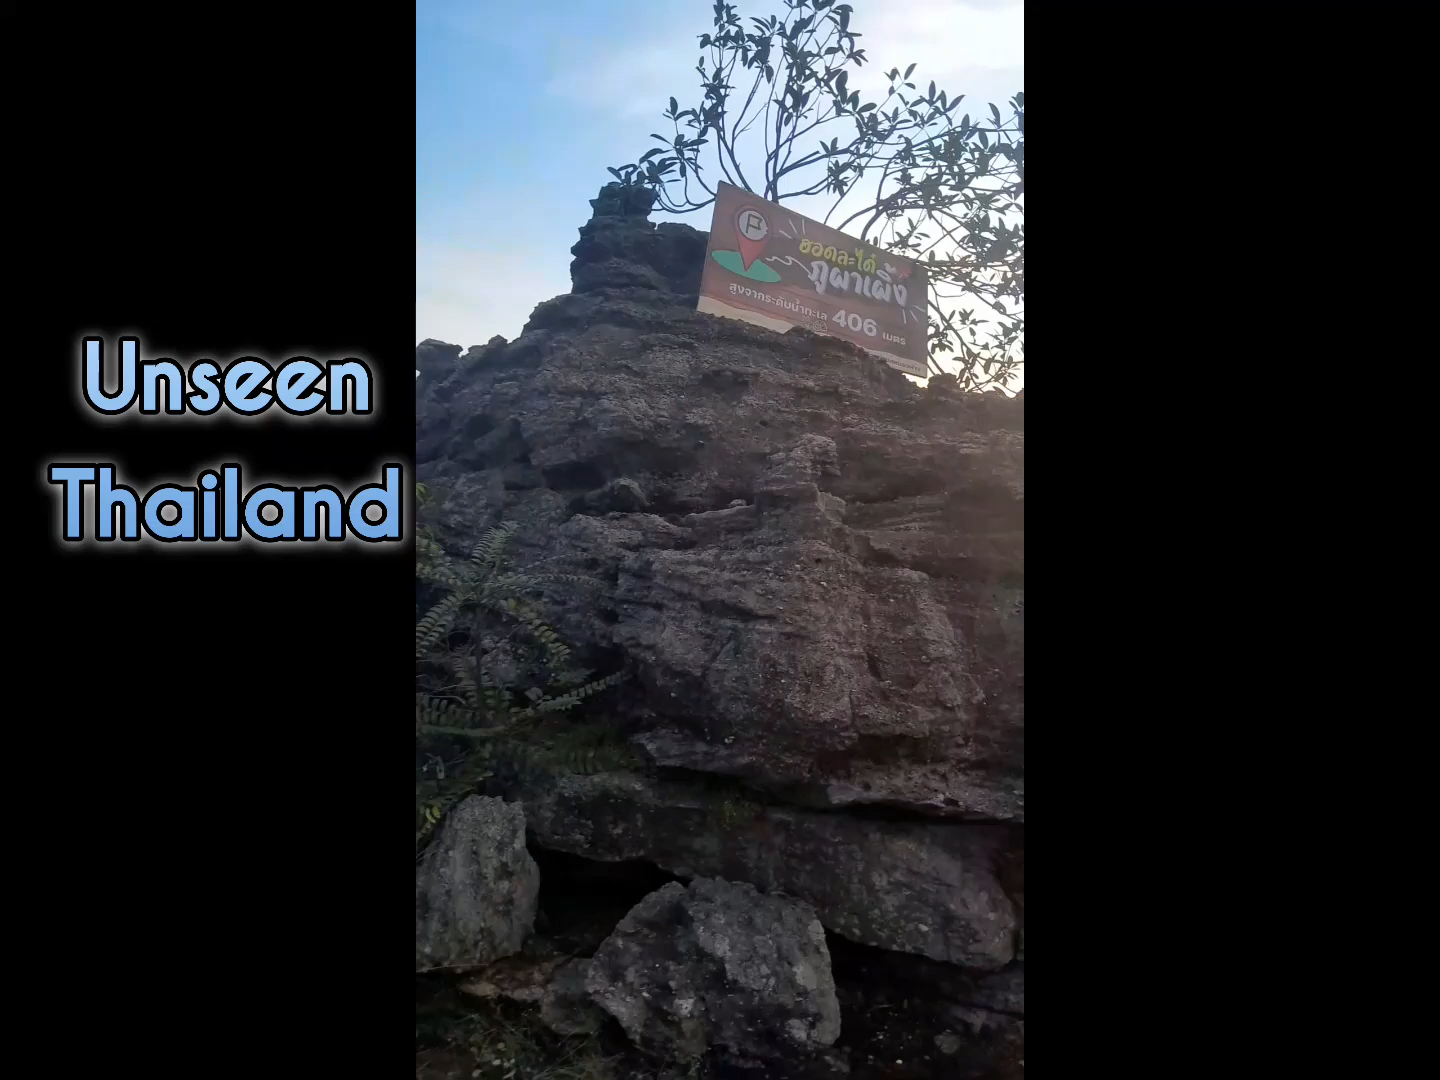 Unseen
Thailand
ฮอดละได๋
ภูผาเผิ้ง
สูงจากระดับน้ำทะเล 406 เมตร